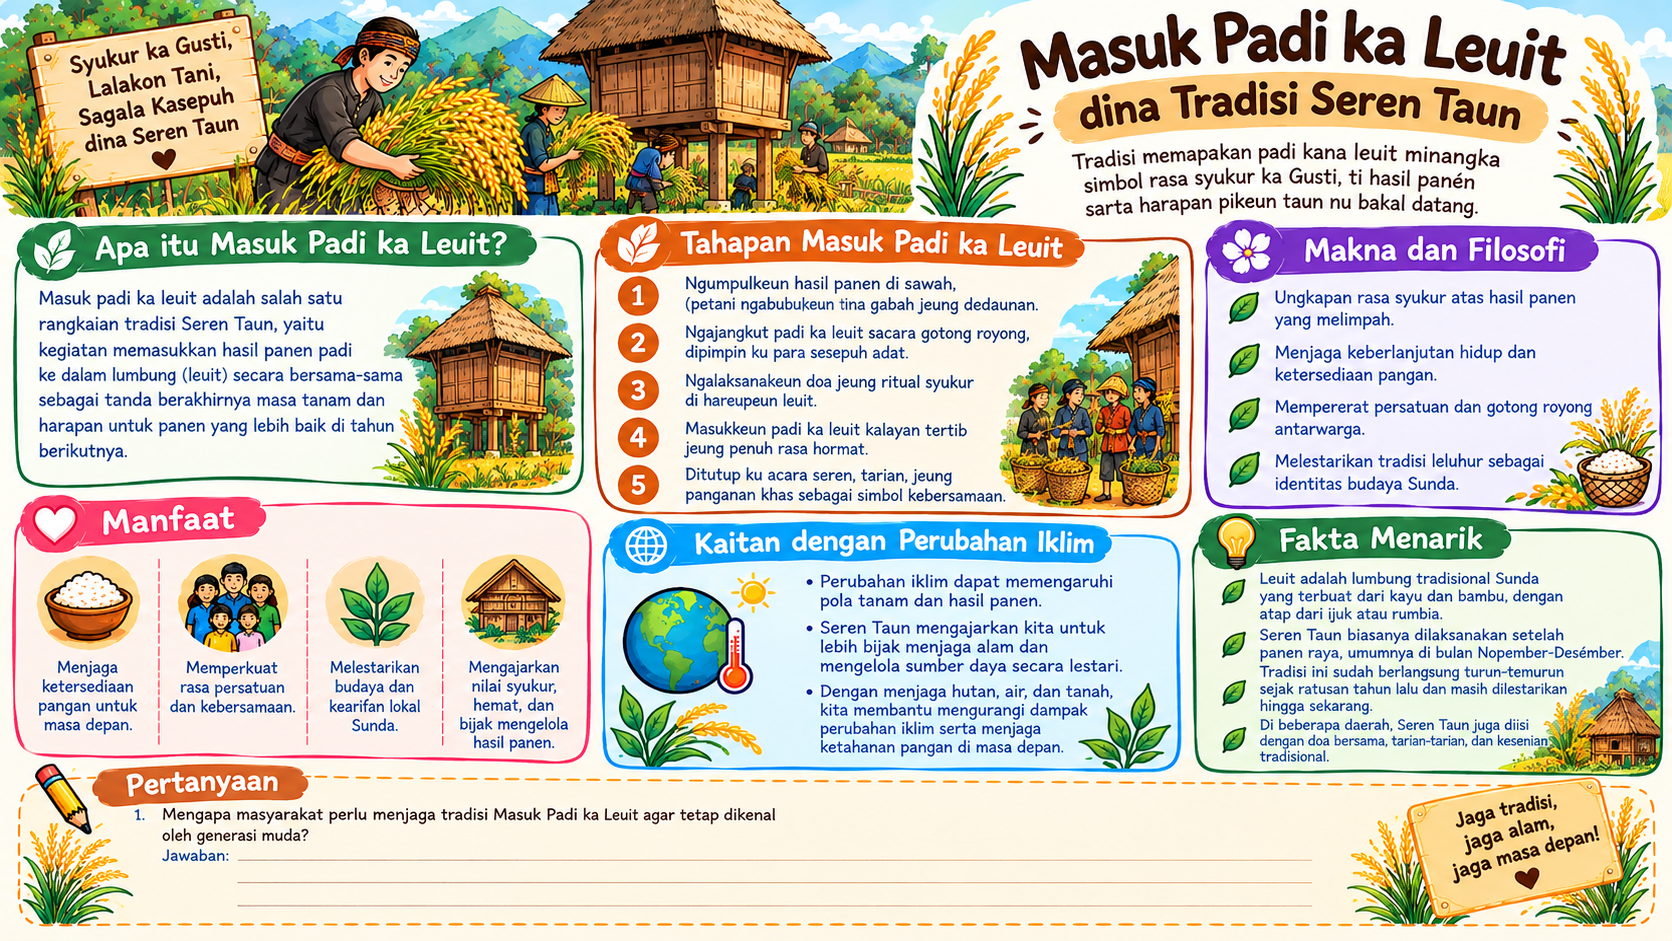 Syukur ka Gusti,
Lalakon Tani,
Sagala Kasepuh
dina Seren Taun
Masuk Padi ka Leuit
dina Tradisi Seren Taun
Tradisi memapakan padi kana leuit minangka
simbol rasa syukur ka Gusti, ti hasil panén
sarta harapan pikeun taun nu bakal datang.
Apa itu Masuk Padi ka Leuit?
Masuk padi ka leuit adalah salah satu
rangkaian tradisi Seren Taun, yaitu
kegiatan memasukkan hasil panen padi
ke dalam lumbung (leuit) secara bersama-sama
sebagai tanda berakhirnya masa tanam dan
harapan untuk panen yang lebih baik di tahun
berikutnya.
Tahapan Masuk Padi ka Leuit
1 Ngumpulkeun hasil panen di sawah,
(petani ngabubukeun tina gabah jeung dedaunan.
2 Ngajangkut padi ka leuit sacara gotong royong,
dipimpin ku para sesepuh adat.
3 Ngalaksanakeun doa jeung ritual syukur
di hareupeun leuit.
4 Masukkeun padi ka leuit kalayan tertib
jeung penuh rasa hormat.
5 Ditutup ku acara seren, tarian, jeung
panganan khas sebagai simbol kebersamaan.
Makna dan Filosofi
Ungkapan rasa syukur atas hasil panen
yang melimpah.
Menjaga keberlanjutan hidup dan
ketersediaan pangan.
Mempererat persatuan dan gotong royong
antarwarga.
Melestarikan tradisi leluhur sebagai
identitas budaya Sunda.
Manfaat
Menjaga
ketersediaan
pangan untuk
masa depan.
Memperkuat
rasa persatuan
dan kebersamaan.
Melestarikan
budaya dan
kearifan lokal
Sunda.
Mengajarkan
nilai syukur,
hemat, dan
bijak mengelola
hasil panen.
Kaitan dengan Perubahan Iklim
• Perubahan iklim dapat memengaruhi
pola tanam dan hasil panen.
• Seren Taun mengajarkan kita untuk
lebih bijak menjaga alam dan
mengelola sumber daya secara lestari.
• Dengan menjaga hutan, air, dan tanah,
kita membantu mengurangi dampak
perubahan iklim serta menjaga
ketahanan pangan di masa depan.
Fakta Menarik
Leuit adalah lumbung tradisional Sunda
yang terbuat dari kayu dan bambu, dengan
atap dari ijuk atau rumbia.
Seren Taun biasanya dilaksanakan setelah
panen raya, umumnya di bulan Nopember-Desémber.
Tradisi ini sudah berlangsung turun-temurun
sejak ratusan tahun lalu dan masih dilestarikan
hingga sekarang.
Di beberapa daerah, Seren Taun juga diisi
dengan doa bersama, tarian-tarian, dan kesenian
tradisional.
Pertanyaan
1. Mengapa masyarakat perlu menjaga tradisi Masuk Padi ka Leuit agar tetap dikenal
oleh generasi muda?
Jawaban:
Jaga tradisi,
jaga alam,
jaga masa depan!